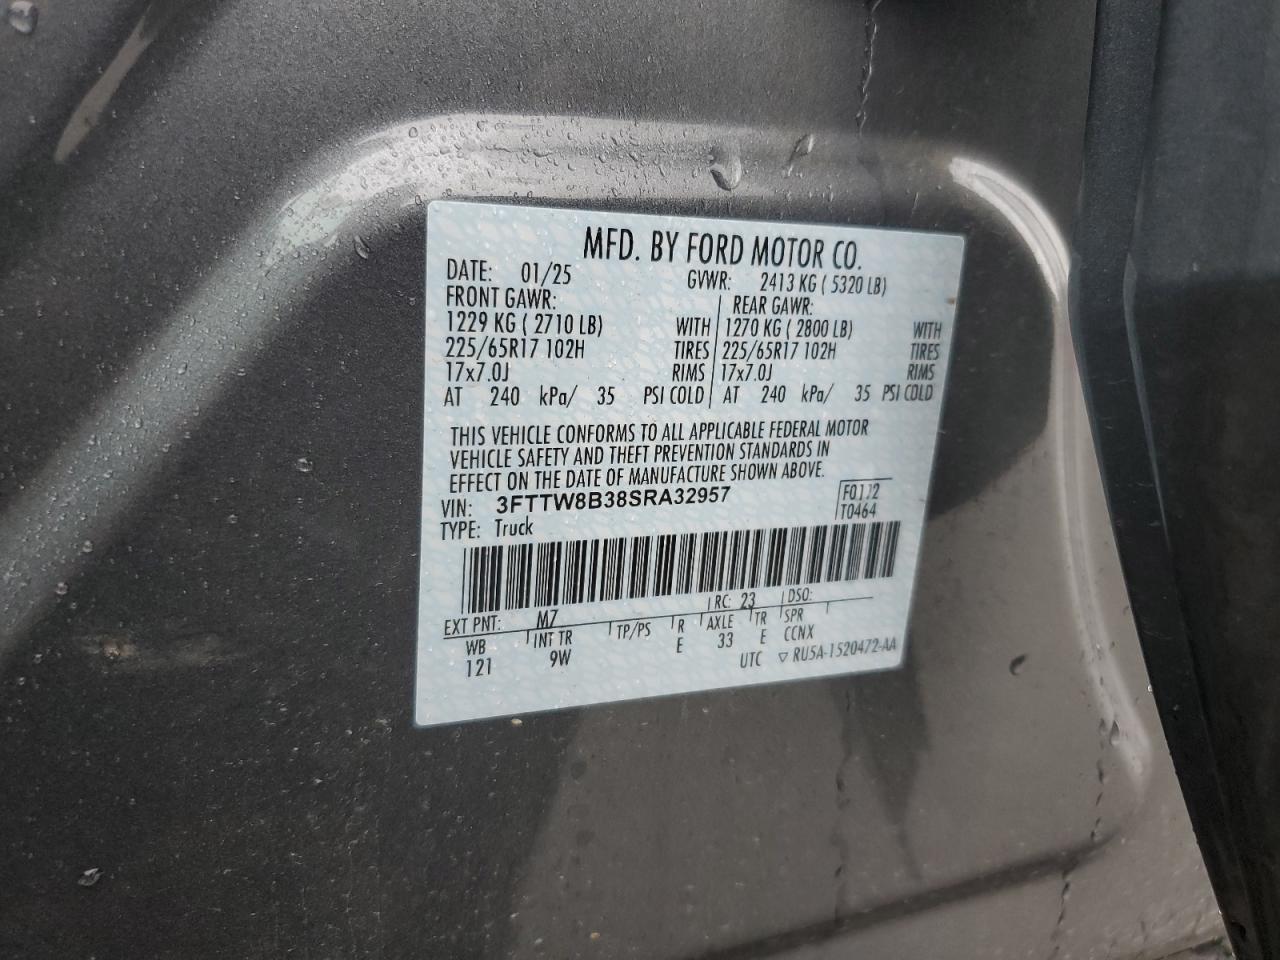 MFD. BY FORD MOTOR CO.
DATE: 01/25 GVWR: 2413 KG ( 5320 LB)
FRONT GAWR: REAR GAWR:
1229 KG ( 2710 LB) WITH 1270 KG ( 2800 LB) WITH
225/65R17 102H TIRES 225/65R17 102H TIRES
17x7.0J RIMS 17x7.0J RIMS
AT 240 kPa/ 35 PSI COLD AT 240 kPa/ 35 PSI COLD
THIS VEHICLE CONFORMS TO ALL APPLICABLE FEDERAL MOTOR
VEHICLE SAFETY AND THEFT PREVENTION STANDARDS IN
EFFECT ON THE DATE OF MANUFACTURE SHOWN ABOVE.
VIN: 3FTTW8B38SRA32957 F0112
TYPE: Truck T0464
EXT PNT: M7 RC: 23 DSO:
WB INT TR TP/PS R AXLE TR SPR
121 9W E 33 E CCNX
UTC ▽ RU5A-1520472-AA